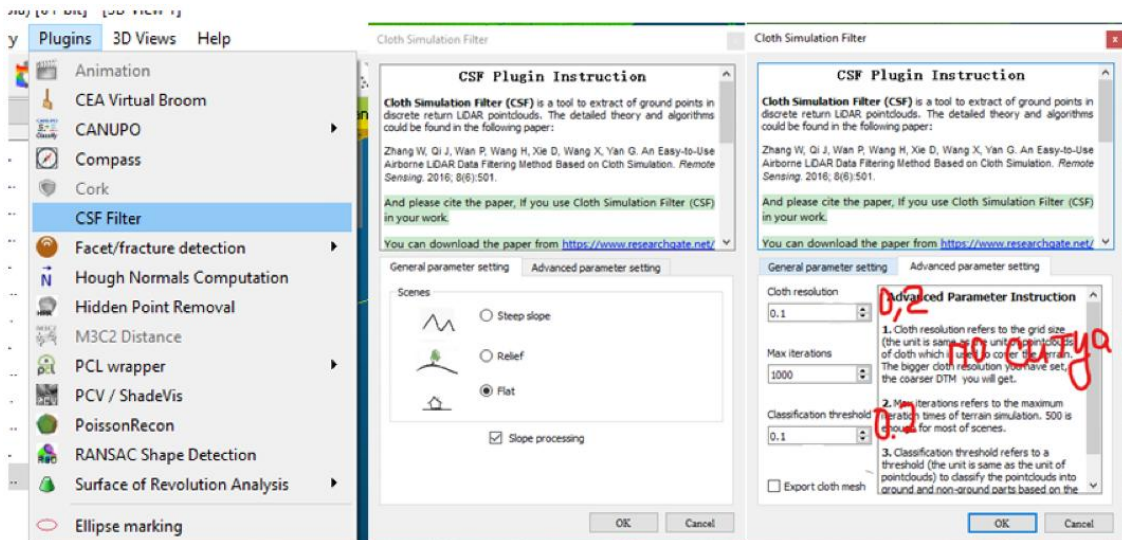 Plugins 3D Views Help
Animation
CEA Virtual Broom
CANUPO
Compass
Cork
CSF Filter
Facet/fracture detection
Hough Normals Computation
Hidden Point Removal
M3C2 Distance
PCL wrapper
PCV / ShadeVis
PoissonRecon
RANSAC Shape Detection
Surface of Revolution Analysis
Ellipse marking
Cloth Simulation Filter
CSF Plugin Instruction
Cloth Simulation Filter (CSF) is a tool to extract of ground points in
discrete return LiDAR pointclouds. The detailed theory and algorithms
could be found in the following paper:
Zhang W, Qi J, Wan P, Wang H, Xie D, Wang X, Yan G. An Easy-to-Use
Airborne LiDAR Data Filtering Method Based on Cloth Simulation. Remote
Sensing. 2016; 8(6):501.
And please cite the paper, If you use Cloth Simulation Filter (CSF)
in your work.
You can download the paper from https://www.researchgate.net/
General parameter setting Advanced parameter setting
Scenes
Steep slope
Relief
Flat
Slope processing
OK Cancel
Cloth Simulation Filter
CSF Plugin Instruction
Cloth Simulation Filter (CSF) is a tool to extract of ground points in
discrete return LiDAR pointclouds. The detailed theory and algorithms
could be found in the following paper:
Zhang W, Qi J, Wan P, Wang H, Xie D, Wang X, Yan G. An Easy-to-Use
Airborne LiDAR Data Filtering Method Based on Cloth Simulation. Remote
Sensing. 2016; 8(6):501.
And please cite the paper, If you use Cloth Simulation Filter (CSF)
in your work.
You can download the paper from https://www.researchgate.net/
General parameter setting Advanced parameter setting
Cloth resolution
0.1
0,2
Max iterations
1000
Classification threshold
0.1
0.2
Export cloth mesh
Advanced Parameter Instruction
1. Cloth resolution refers to the grid size
(the unit is same as the unit of pointclouds)
of cloth which is used to cover the terrain.
The bigger cloth resolution you have set,
the coarser DTM you will get.
по ситуа
2. Max iterations refers to the maximum
iteration times of terrain simulation. 500 is
enough for most of scenes.
3. Classification threshold refers to a
threshold (the unit is same as the unit of
pointclouds) to classify the pointclouds into
ground and non-ground parts based on the
OK Cancel